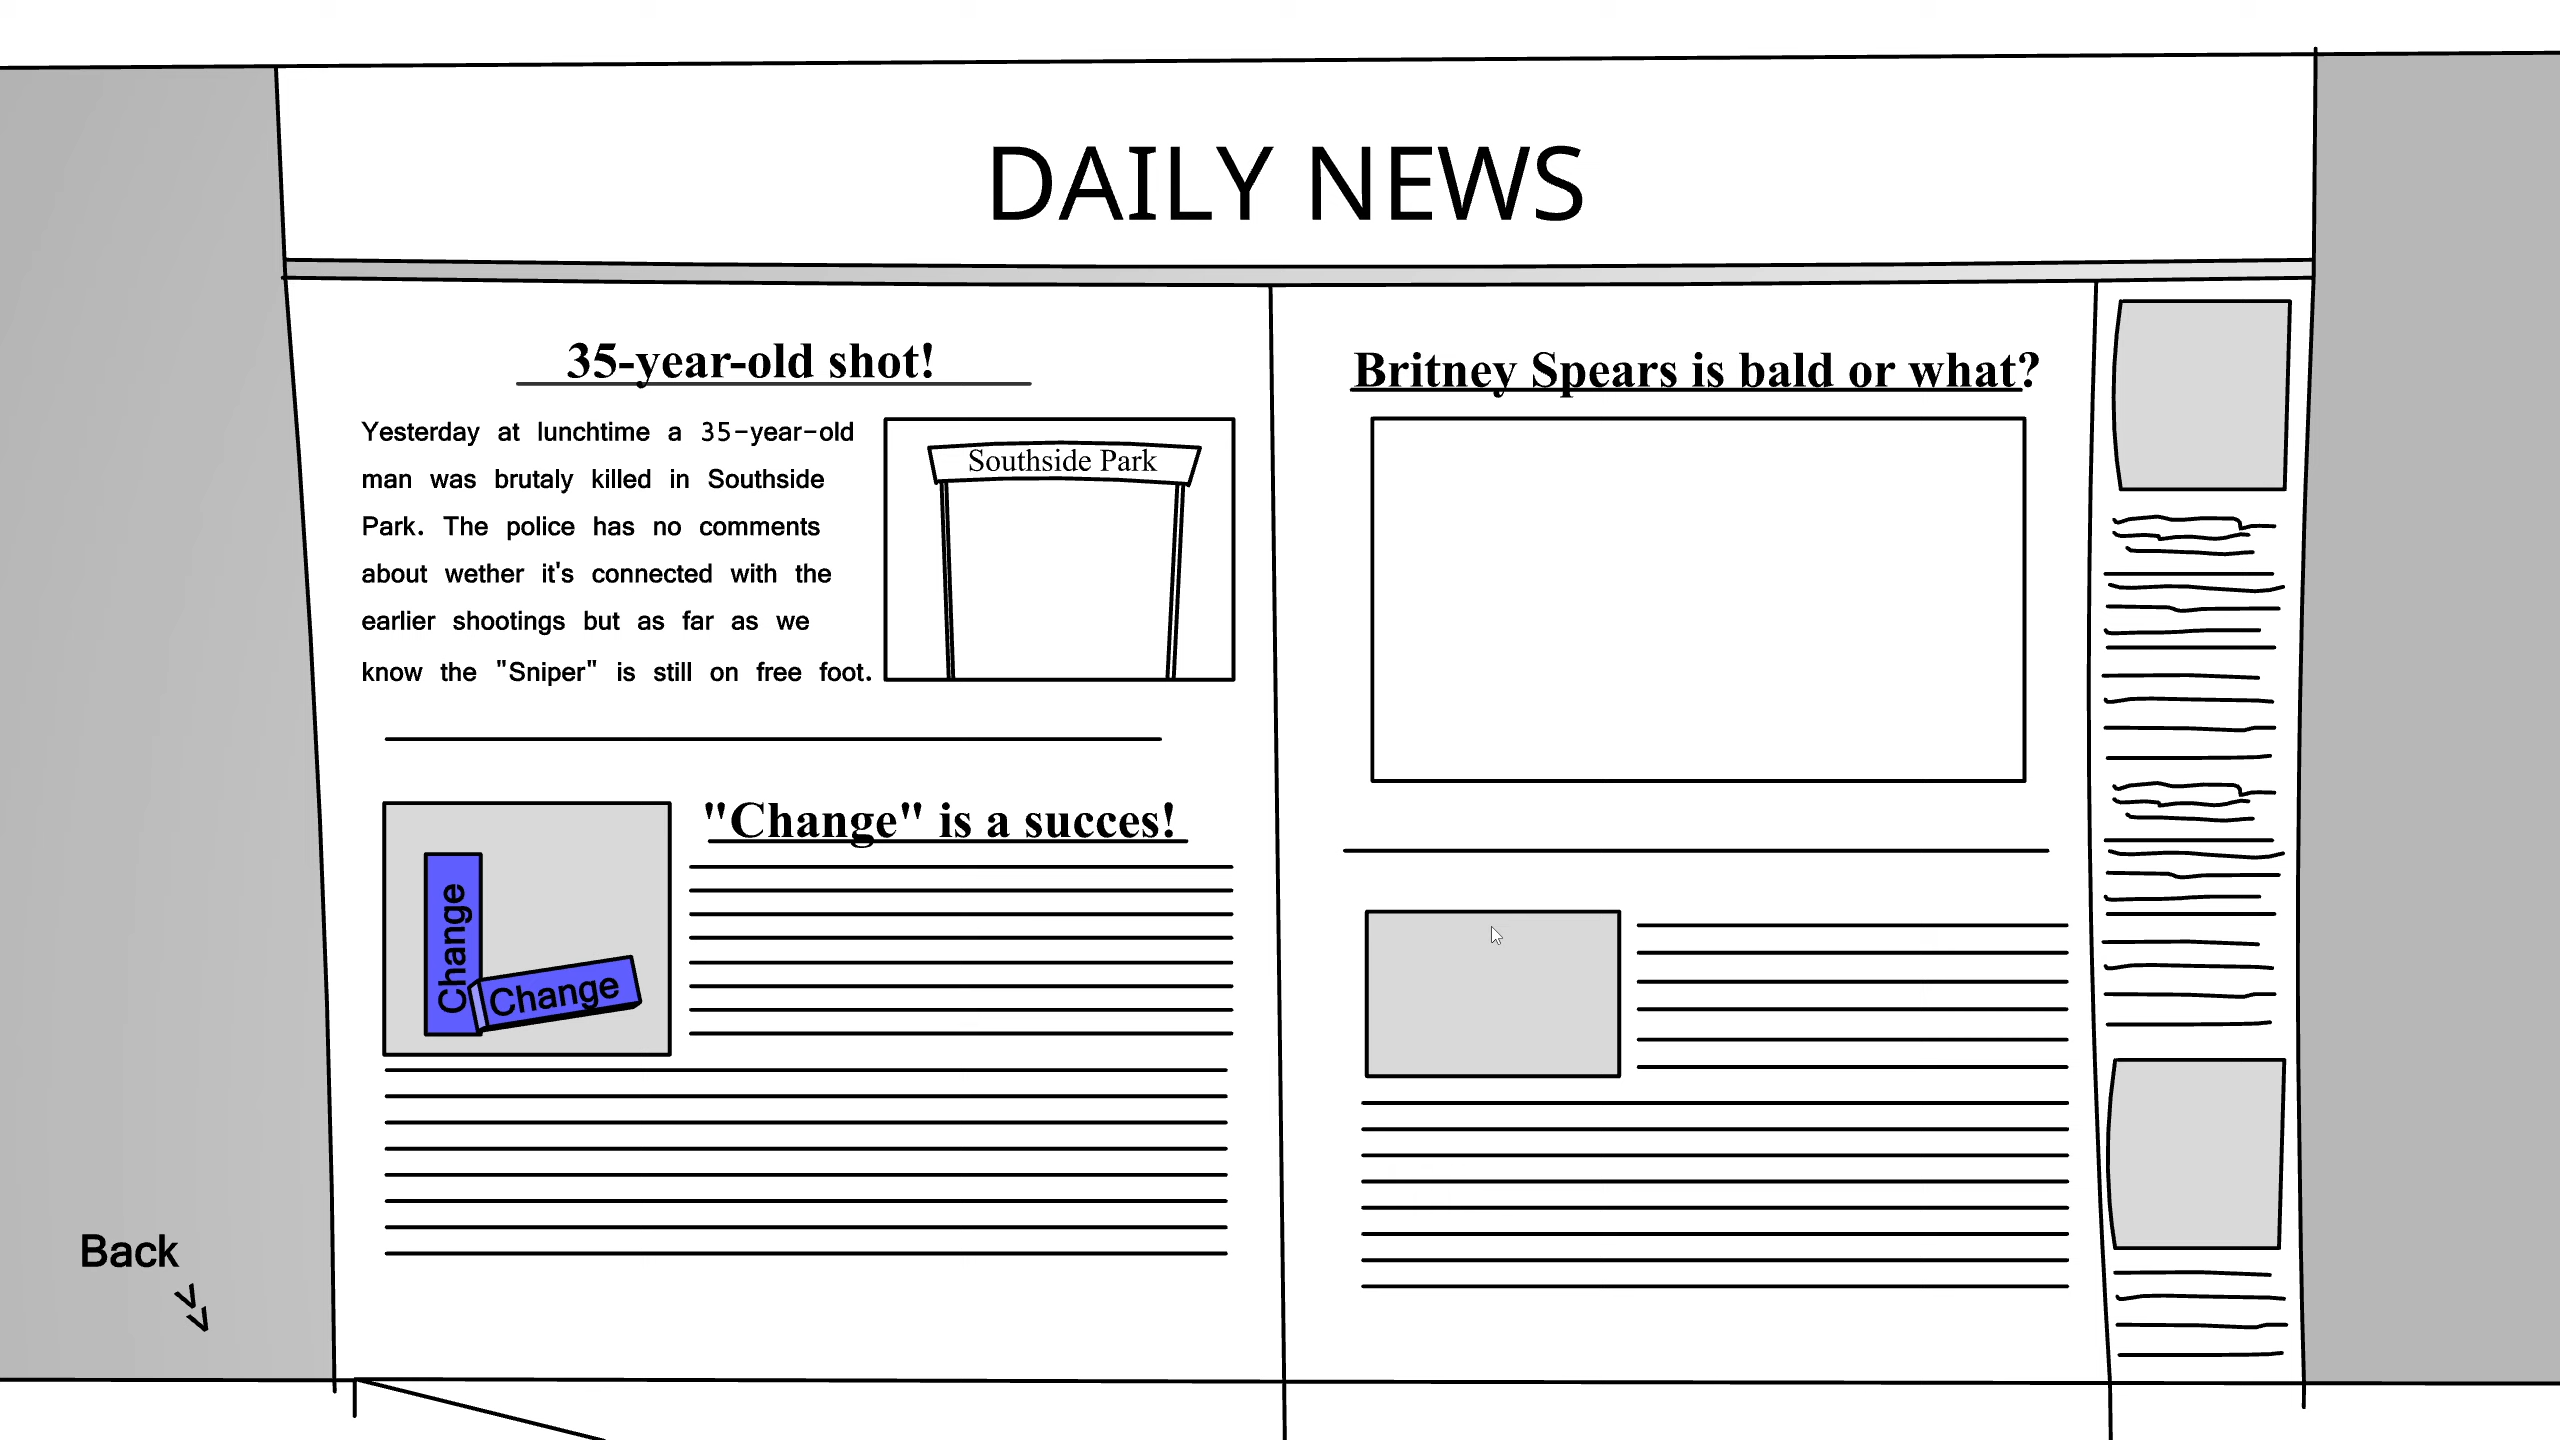 DAILY NEWS
35-year-old shot!
Yesterday at lunchtime a 35-year-old
man was brutaly killed in Southside
Park. The police has no comments
about wether it's connected with the
earlier shootings but as far as we
know the "Sniper" is still on free foot.
Southside Park
"Change" is a succes!
Change
Change
Britney Spears is bald or what?
Back